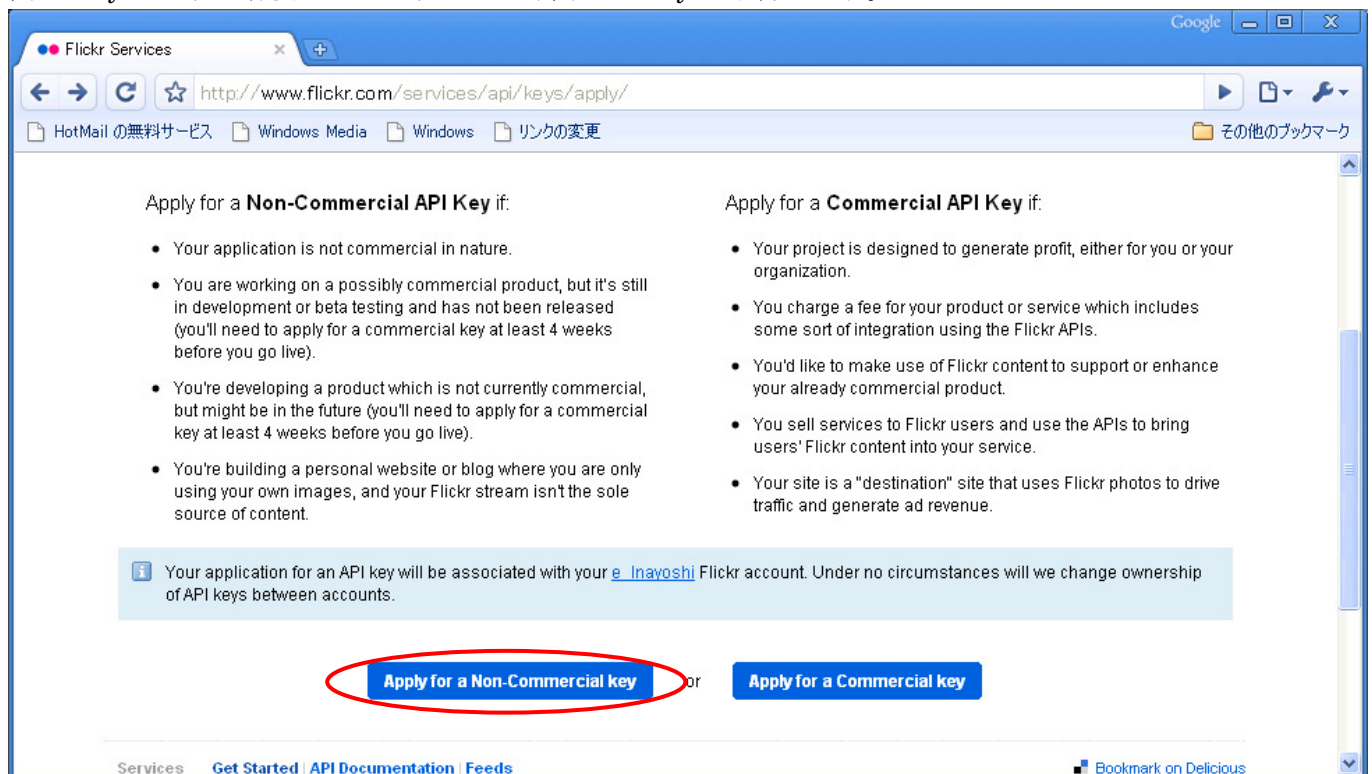 Google
Flickr Services
http://www.flickr.com/services/api/keys/apply/
HotMail の無料サービス Windows Media Windows リンクの変更 その他のブックマーク
Apply for a Non-Commercial API Key if:
• Your application is not commercial in nature.
• You are working on a possibly commercial product, but it's still
in development or beta testing and has not been released
(you'll need to apply for a commercial key at least 4 weeks
before you go live).
• You're developing a product which is not currently commercial,
but might be in the future (you'll need to apply for a commercial
key at least 4 weeks before you go live).
• You're building a personal website or blog where you are only
using your own images, and your Flickr stream isn't the sole
source of content.
Apply for a Commercial API Key if:
• Your project is designed to generate profit, either for you or your
organization.
• You charge a fee for your product or service which includes
some sort of integration using the Flickr APIs.
• You'd like to make use of Flickr content to support or enhance
your already commercial product.
• You sell services to Flickr users and use the APIs to bring
users' Flickr content into your service.
• Your site is a "destination" site that uses Flickr photos to drive
traffic and generate ad revenue.
Your application for an API key will be associated with your e_Inayoshi Flickr account. Under no circumstances will we change ownership
of API keys between accounts.
Apply for a Non-Commercial key or Apply for a Commercial key
Services Get Started | API Documentation | Feeds Bookmark on Delicious